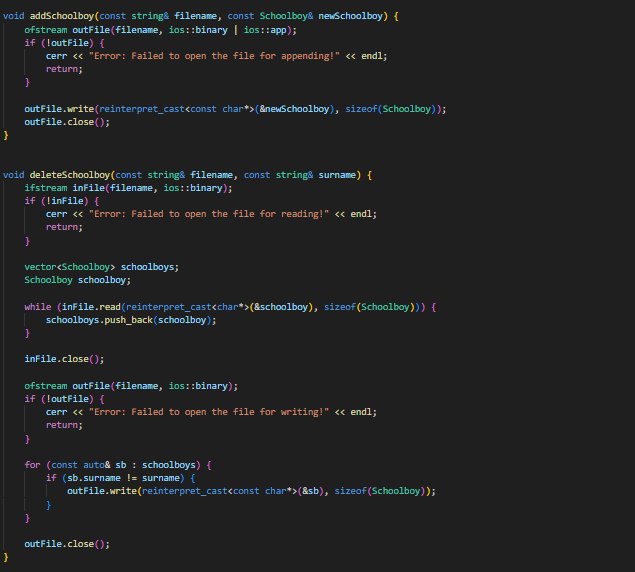 void addSchoolboy(const string& filename, const Schoolboy& newSchoolboy) {
    ofstream outFile(filename, ios::binary | ios::app);
    if (!outFile) {
        cerr << "Error: Failed to open the file for appending!" << endl;
        return;
    }

    outFile.write(reinterpret_cast<const char*>(&newSchoolboy), sizeof(Schoolboy));
    outFile.close();
}


void deleteSchoolboy(const string& filename, const string& surname) {
    ifstream inFile(filename, ios::binary);
    if (!inFile) {
        cerr << "Error: Failed to open the file for reading!" << endl;
        return;
    }

    vector<Schoolboy> schoolboys;
    Schoolboy schoolboy;

    while (inFile.read(reinterpret_cast<char*>(&schoolboy), sizeof(Schoolboy))) {
        schoolboys.push_back(schoolboy);
    }

    inFile.close();

    ofstream outFile(filename, ios::binary);
    if (!outFile) {
        cerr << "Error: Failed to open the file for writing!" << endl;
        return;
    }

    for (const auto& sb : schoolboys) {
        if (sb.surname != surname) {
            outFile.write(reinterpret_cast<const char*>(&sb), sizeof(Schoolboy));
        }
    }

    outFile.close();
}